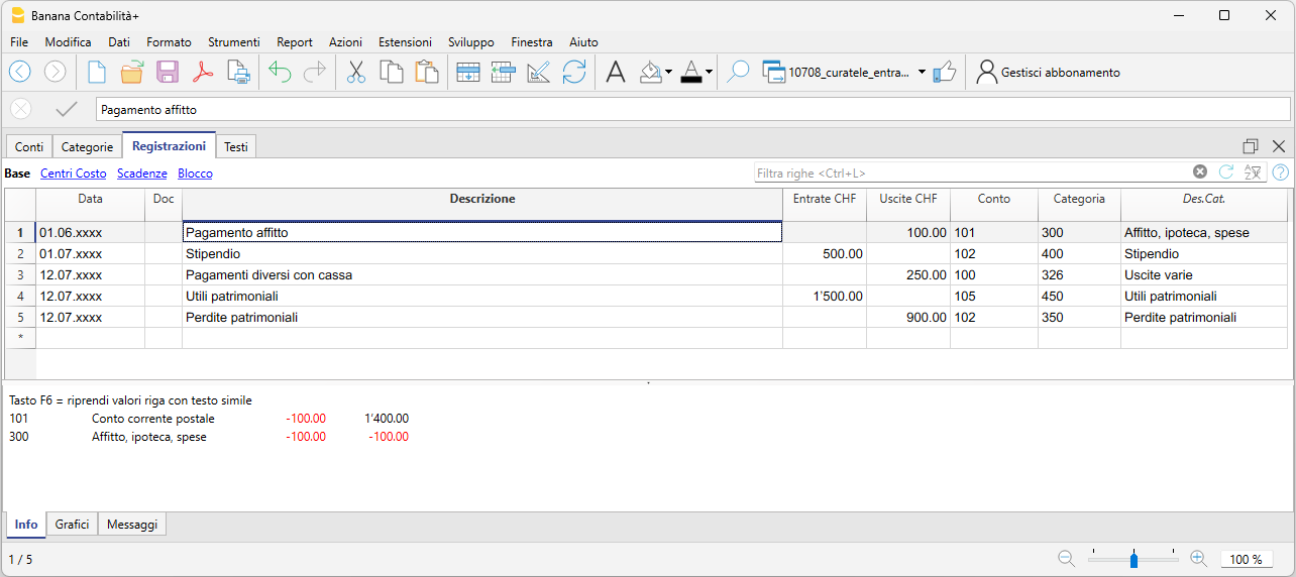 Banana Contabilità+
File Modifica Dati Formato Strumenti Report Azioni Estensioni Sviluppo Finestra Aiuto
10708_curatele_entra... Gestisci abbonamento
Pagamento affitto
Conti Categorie Registrazioni Testi
Base Centri Costo Scadenze Blocco Filtra righe <Ctrl+L>
Data Doc Descrizione Entrate CHF Uscite CHF Conto Categoria Des.Cat.
1 01.06.xxxx Pagamento affitto 100.00 101 300 Affitto, ipoteca, spese
2 01.07.xxxx Stipendio 500.00 102 400 Stipendio
3 12.07.xxxx Pagamenti diversi con cassa 250.00 100 326 Uscite varie
4 12.07.xxxx Utili patrimoniali 1'500.00 105 450 Utili patrimoniali
5 12.07.xxxx Perdite patrimoniali 900.00 102 350 Perdite patrimoniali
*
Tasto F6 = riprendi valori riga con testo simile
101 Conto corrente postale -100.00 1'400.00
300 Affitto, ipoteca, spese -100.00 -100.00
Info Grafici Messaggi
1 / 5 100 %